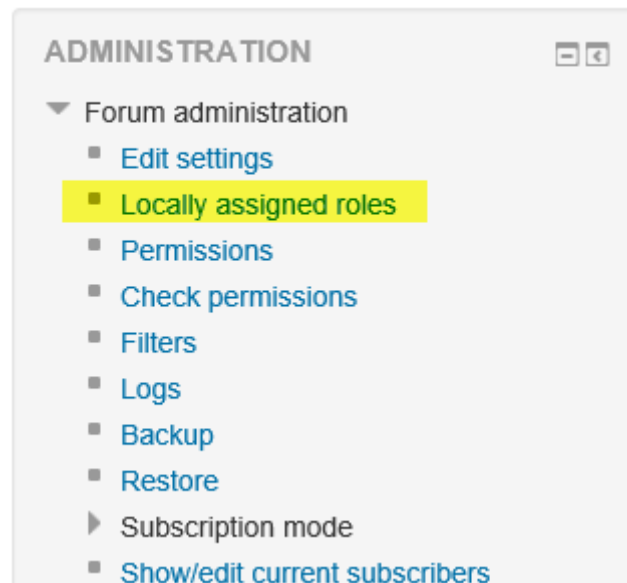 ADMINISTRATION
Forum administration
Edit settings
Locally assigned roles
Permissions
Check permissions
Filters
Logs
Backup
Restore
Subscription mode
Show/edit current subscribers